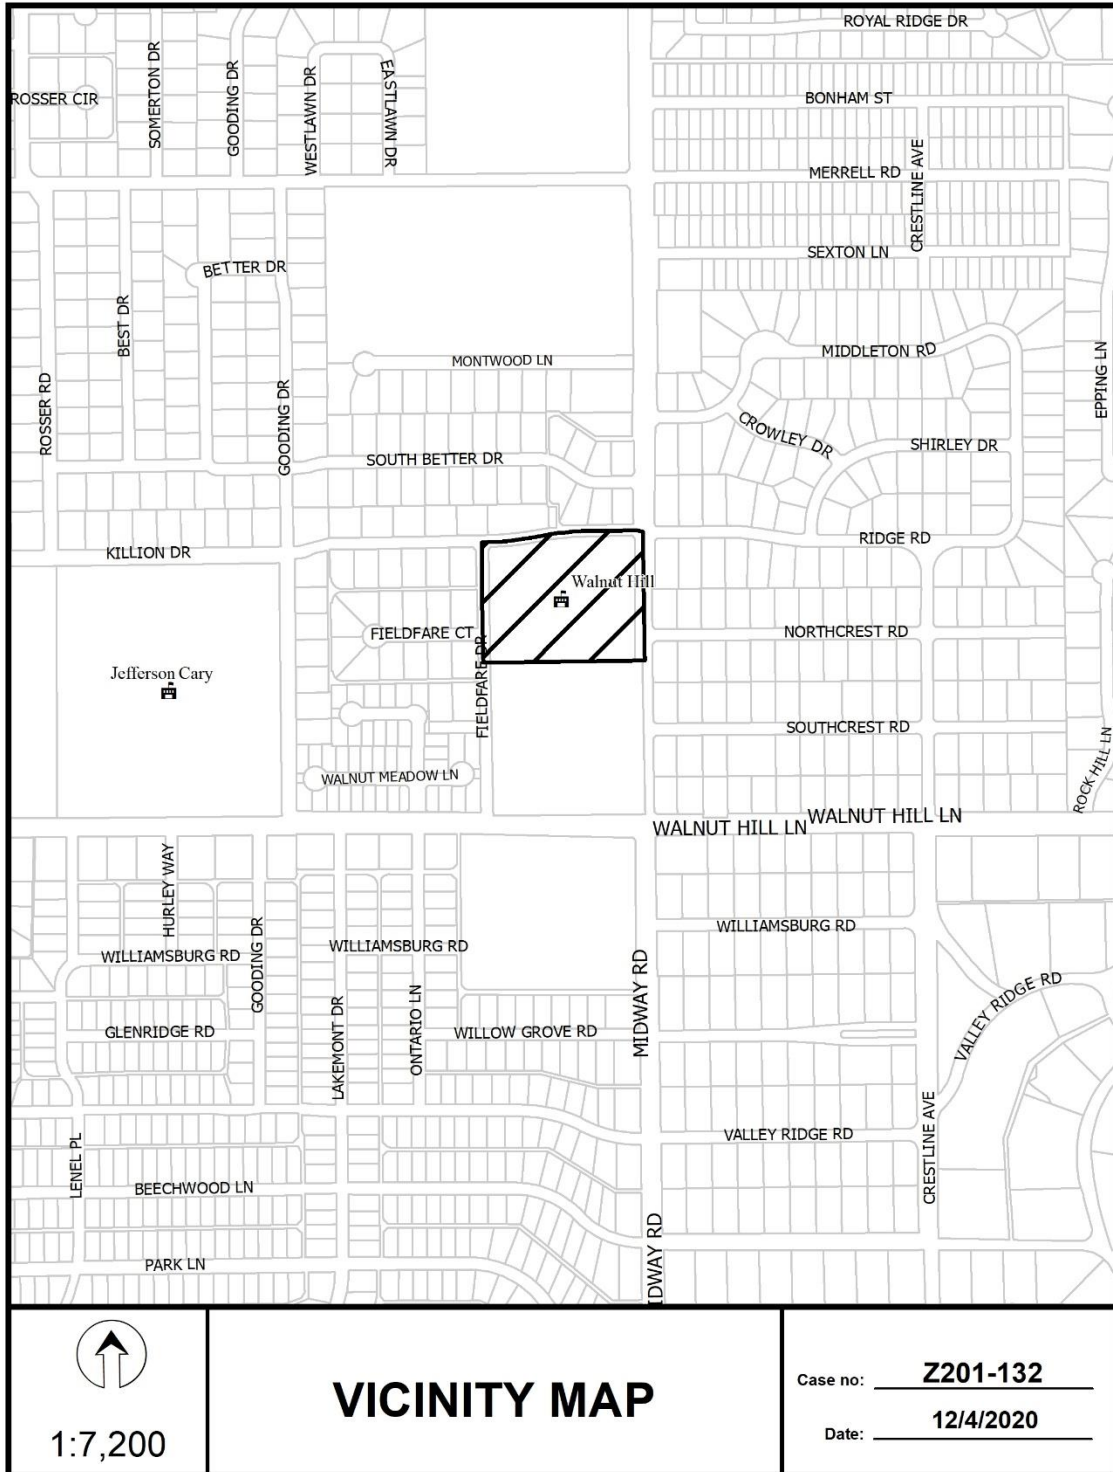 ROYAL RIDGE DR
ROSSER CIR
SOMERTON DR
GOODING DR
WESTLAWN DR
EASTLAWN DR
BONHAM ST
MERRELL RD
CRESTLINE AVE
SEXTON LN
BETTER DR
BEST DR
MONTWOOD LN
MIDDLETON RD
EPPING LN
ROSSER RD
GOODING DR
CROWLEY DR
SHIRLEY DR
SOUTH BETTER DR
KILLION DR
RIDGE RD
Walnut Hill
FIELDFARE CT
NORTHCREST RD
Jefferson Cary
FIELDFARE DR
SOUTHCREST RD
ROCK HILL LN
WALNUT MEADOW LN
WALNUT HILL LN
WALNUT HILL LN
HURLEY WAY
WILLIAMSBURG RD
WILLIAMSBURG RD
WILLIAMSBURG RD
GOODING DR
MIDWAY RD
VALLEY RIDGE RD
GLENRIDGE RD
LAKEMONT DR
ONTARIO LN
WILLOW GROVE RD
LENEL PL
VALLEY RIDGE RD
CRESTLINE AVE
BEECHWOOD LN
PARK LN
IDWAY RD
1:7,200
VICINITY MAP
Case no: Z201-132
Date: 12/4/2020